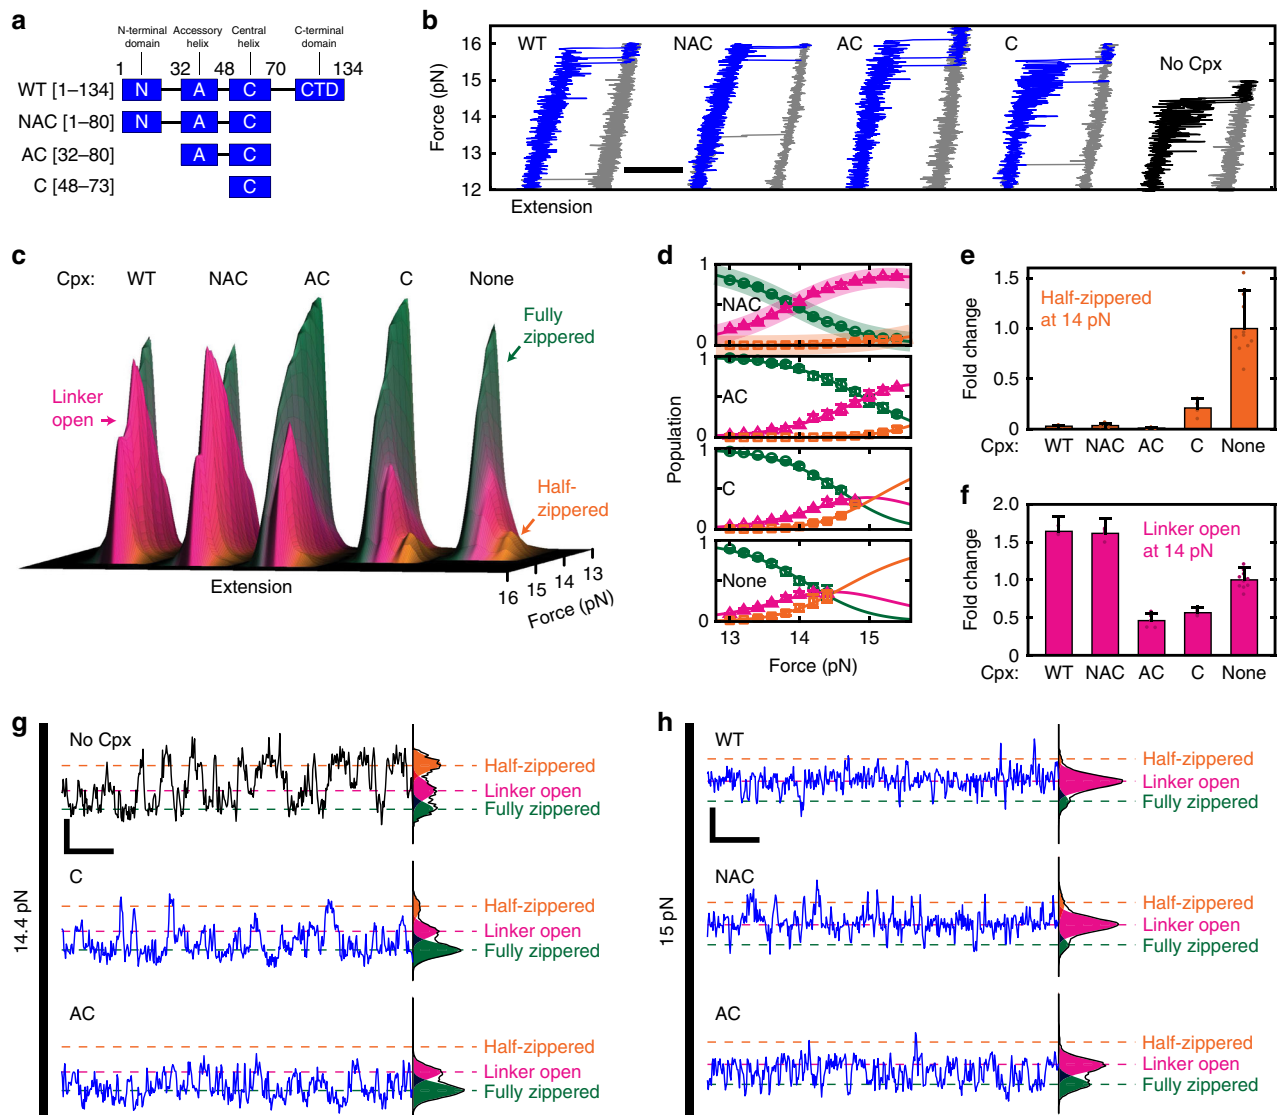 a
N-terminal domain
Accessory helix
Central helix
C-terminal domain
1 32 48 70 134
WT [1–134] N A C CTD
NAC [1–80] N A C
AC [32–80] A C
C [48–73] C
b
Force (pN)
16
15
14
13
12
WT
NAC
AC
C
No Cpx
Extension
c
Cpx: WT NAC AC C None
Linker open
Fully zippered
Half-zippered
Extension
16 15 14 13
Force (pN)
d
Population
1
NAC
0
1
AC
0
1
C
0
1
None
0
13 14 15
Force (pN)
e
Fold change
1.5
1.0
0.5
0
Half-zippered at 14 pN
Cpx: WT NAC AC C None
f
Fold change
2.0
1.5
1.0
0.5
0
Linker open at 14 pN
Cpx: WT NAC AC C None
g
14.4 pN
No Cpx
Half-zippered
Linker open
Fully zippered
C
Half-zippered
Linker open
Fully zippered
AC
Half-zippered
Linker open
Fully zippered
h
15 pN
WT
Half-zippered
Linker open
Fully zippered
NAC
Half-zippered
Linker open
Fully zippered
AC
Half-zippered
Linker open
Fully zippered